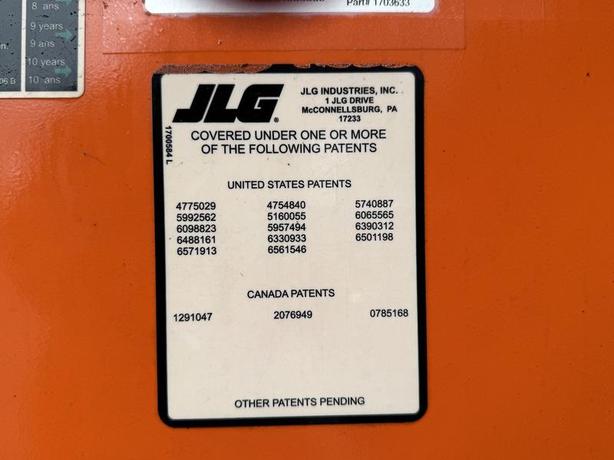 8 ans
9 years
9 ans
10 years
10 ans
Part# 1703633
JLG®
JLG INDUSTRIES, INC.
1 JLG DRIVE
McCONNELLSBURG, PA
17233
1700584 L
COVERED UNDER ONE OR MORE
OF THE FOLLOWING PATENTS
UNITED STATES PATENTS
4775029 4754840 5740887
5992562 5160055 6065565
6098823 5957494 6390312
6488161 6330933 6501198
6571913 6561546
CANADA PATENTS
1291047 2076949 0785168
OTHER PATENTS PENDING